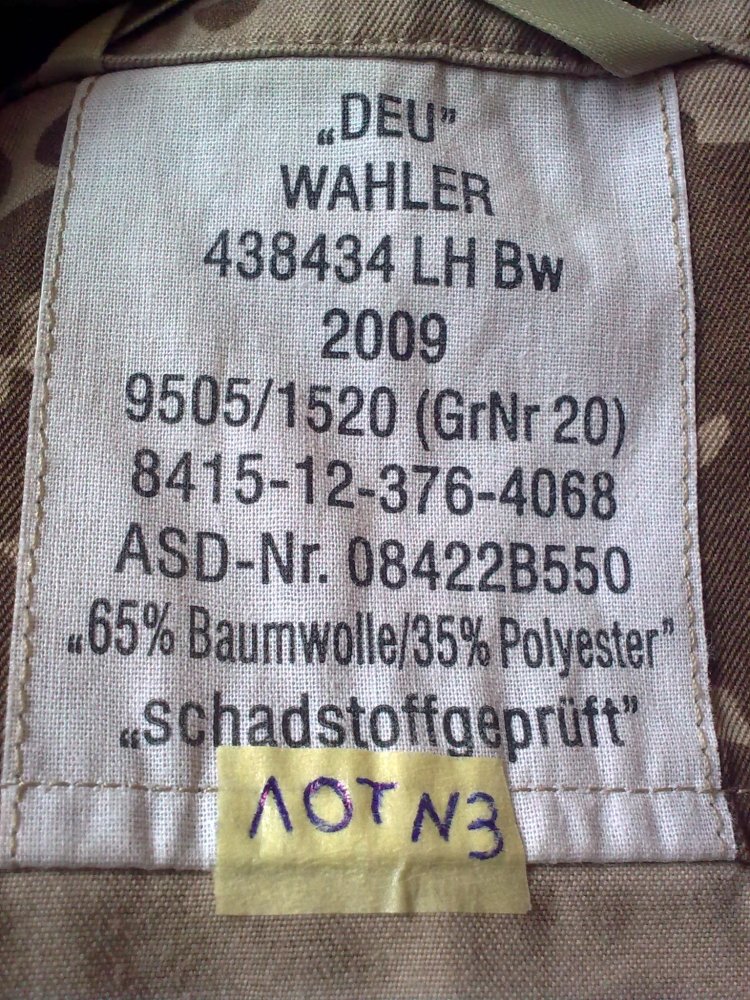 „DEU”
WAHLER
438434 LH Bw
2009
9505/1520 (GrNr 20)
8415-12-376-4068
ASD-Nr. 08422B550
„65% Baumwolle/35% Polyester”
„schadstoffgeprüft”
ЛОТ N3